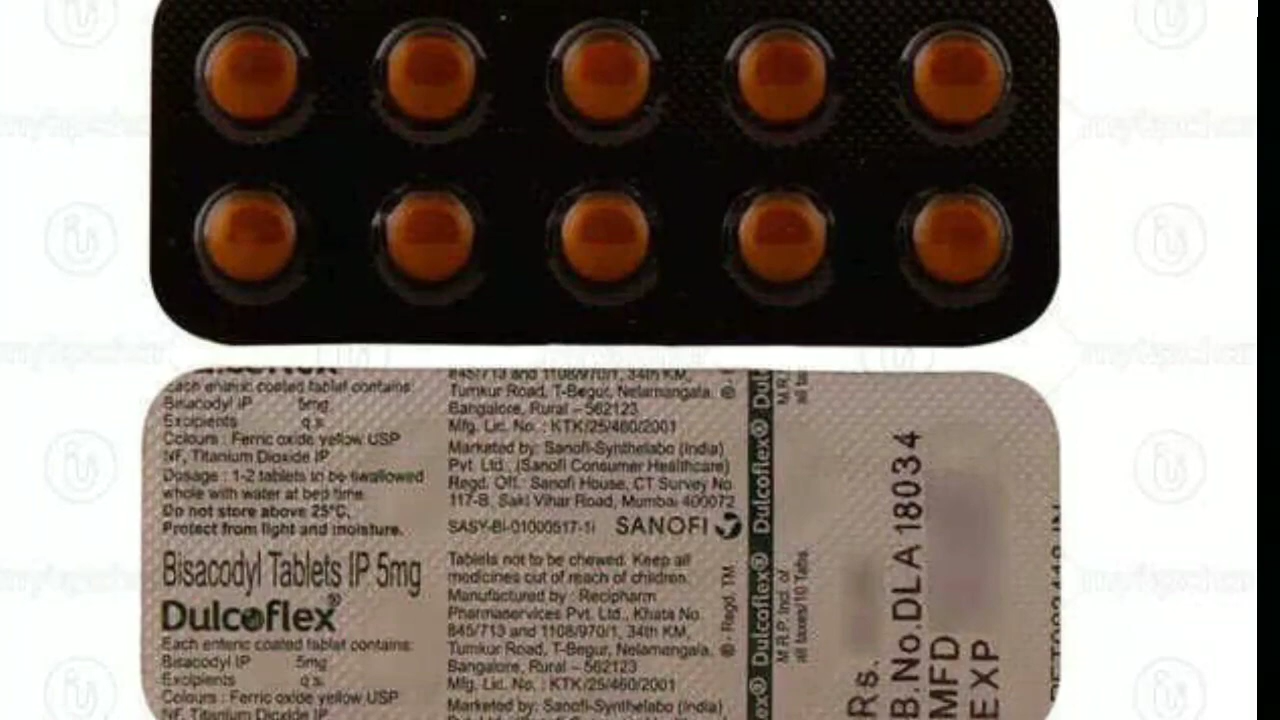 Each enteric coated tablet contains:
Bisacodyl IP 5mg
Excipients q.s.
Colours : Ferric oxide yellow USP
NF, Titanium Dioxide IP
Dosage : 1-2 tablets to be swallowed
whole with water at bed time.
Do not store above 25°C.
Protect from light and moisture.
Bisacodyl Tablets IP 5mg
Dulcoflex®
Each enteric coated tablet contains:
Bisacodyl IP 5mg
Excipients q.s.
Colours : Ferric oxide yellow USP
NF, Titanium Dioxide IP
845/713 and 1108/970/1, 34th KM,
Tumkur Road, T-Begur, Nelamangala,
Bangalore, Rural – 562123
Mfg. Lic. No. : KTK/25/460/2001
Marketed by: Sanofi-Synthelabo (India)
Pvt. Ltd., (Sanofi Consumer Healthcare)
Regd. Off.: Sanofi House, CT Survey No
117-B, Saki Vihar Road, Mumbai 400072
SASY-BI-01000517-1i SANOFI
Tablets not to be chewed. Keep all
medicines out of reach of children.
Manufactured by : Recipharm
Pharmaservices Pvt. Ltd., Khata No.
845/713 and 1108/970/1, 34th KM,
Tumkur Road, T-Begur, Nelamangala,
Bangalore, Rural – 562123
Mfg. Lic. No. : KTK/25/460/2001
Marketed by: Sanofi-Synthelabo (India)
® - Regd. TM
Dulcoflex® Dulcoflex®
M.R.P. Incl. of
all taxes/10 Tabs.
Rs.
B.No.DLA18034
MFD
EXP